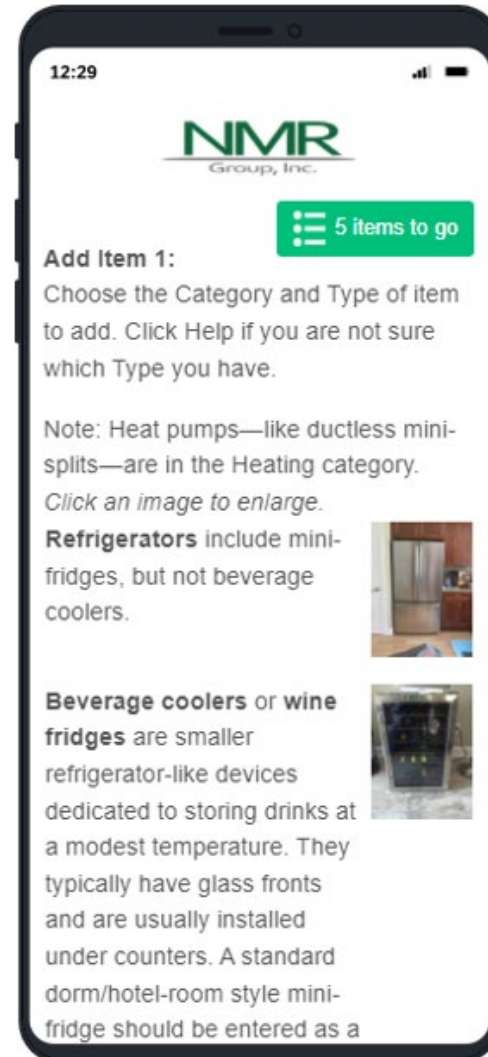 12:29
NMR
Group, Inc.
5 items to go
Add Item 1:
Choose the Category and Type of item
to add. Click Help if you are not sure
which Type you have.
Note: Heat pumps—like ductless mini-
splits—are in the Heating category.
Click an image to enlarge.
Refrigerators include mini-
fridges, but not beverage
coolers.
Beverage coolers or wine
fridges are smaller
refrigerator-like devices
dedicated to storing drinks at
a modest temperature. They
typically have glass fronts
and are usually installed
under counters. A standard
dorm/hotel-room style mini-
fridge should be entered as a